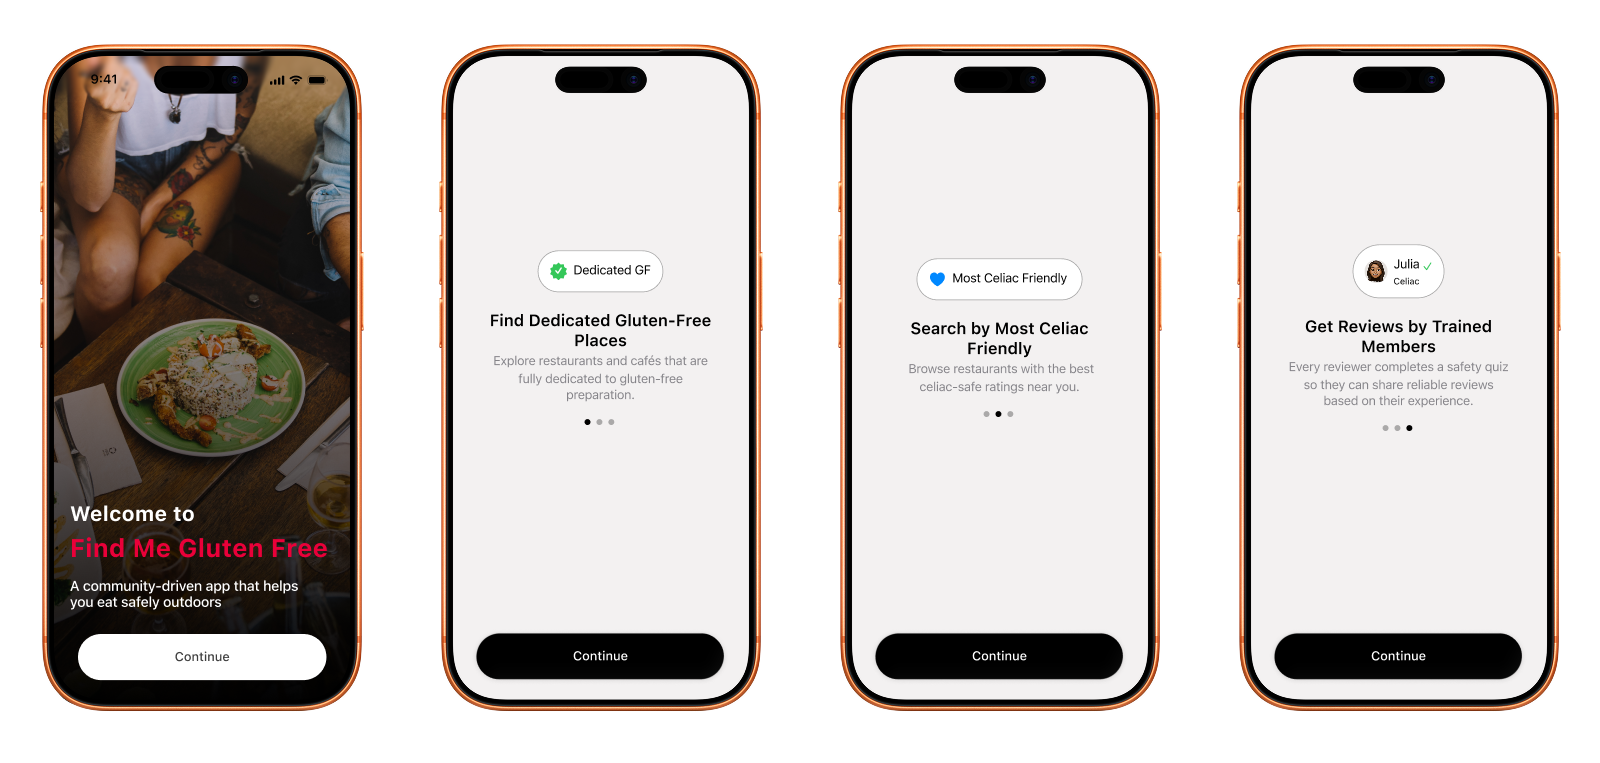 9:41
Welcome to
Find Me Gluten Free
A community-driven app that helps
you eat safely outdoors
Continue
Dedicated GF
Find Dedicated Gluten-Free
Places
Explore restaurants and cafés that are
fully dedicated to gluten-free
preparation.
Continue
Most Celiac Friendly
Search by Most Celiac
Friendly
Browse restaurants with the best
celiac-safe ratings near you.
Continue
Julia
Celiac
Get Reviews by Trained
Members
Every reviewer completes a safety quiz
so they can share reliable reviews
based on their experience.
Continue